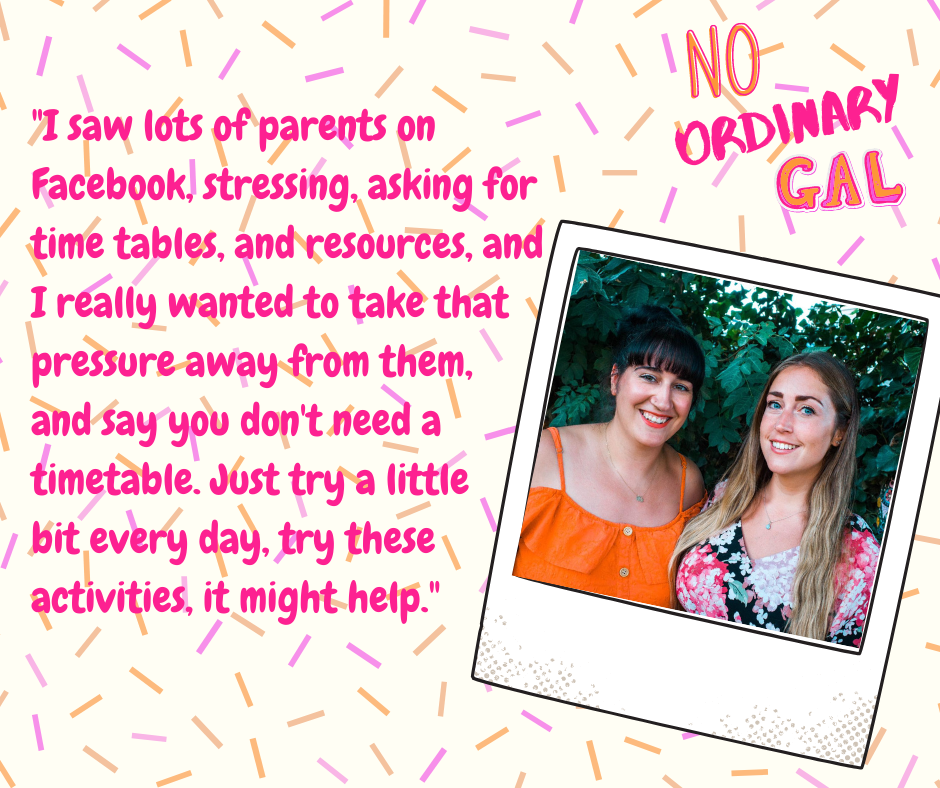 NO
ORDINARY
GAL
"I saw lots of parents on
Facebook, stressing, asking for
time tables, and resources, and
I really wanted to take that
pressure away from them,
and say you don't need a
timetable. Just try a little
bit every day, try these
activities, it might help."